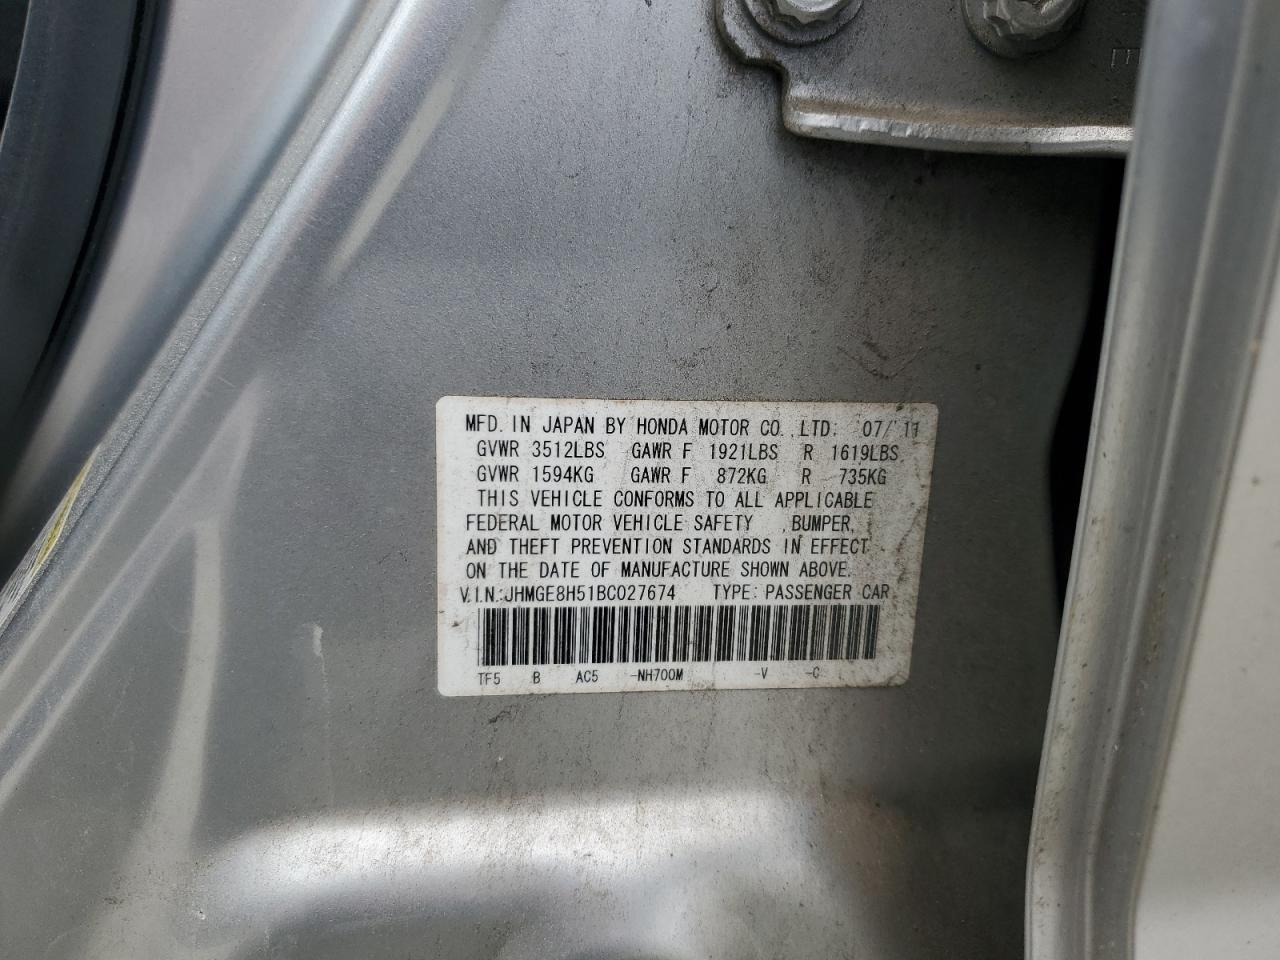 MFD. IN JAPAN BY HONDA MOTOR CO., LTD. 07/'11
GVWR 3512LBS GAWR F 1921LBS R 1619LBS
GVWR 1594KG GAWR F 872KG R 735KG
THIS VEHICLE CONFORMS TO ALL APPLICABLE
FEDERAL MOTOR VEHICLE SAFETY , BUMPER,
AND THEFT PREVENTION STANDARDS IN EFFECT
ON THE DATE OF MANUFACTURE SHOWN ABOVE.
V.I.N.:JHMGE8H51BC027674 TYPE: PASSENGER CAR
TF5 B AC5 -NH700M -V -C